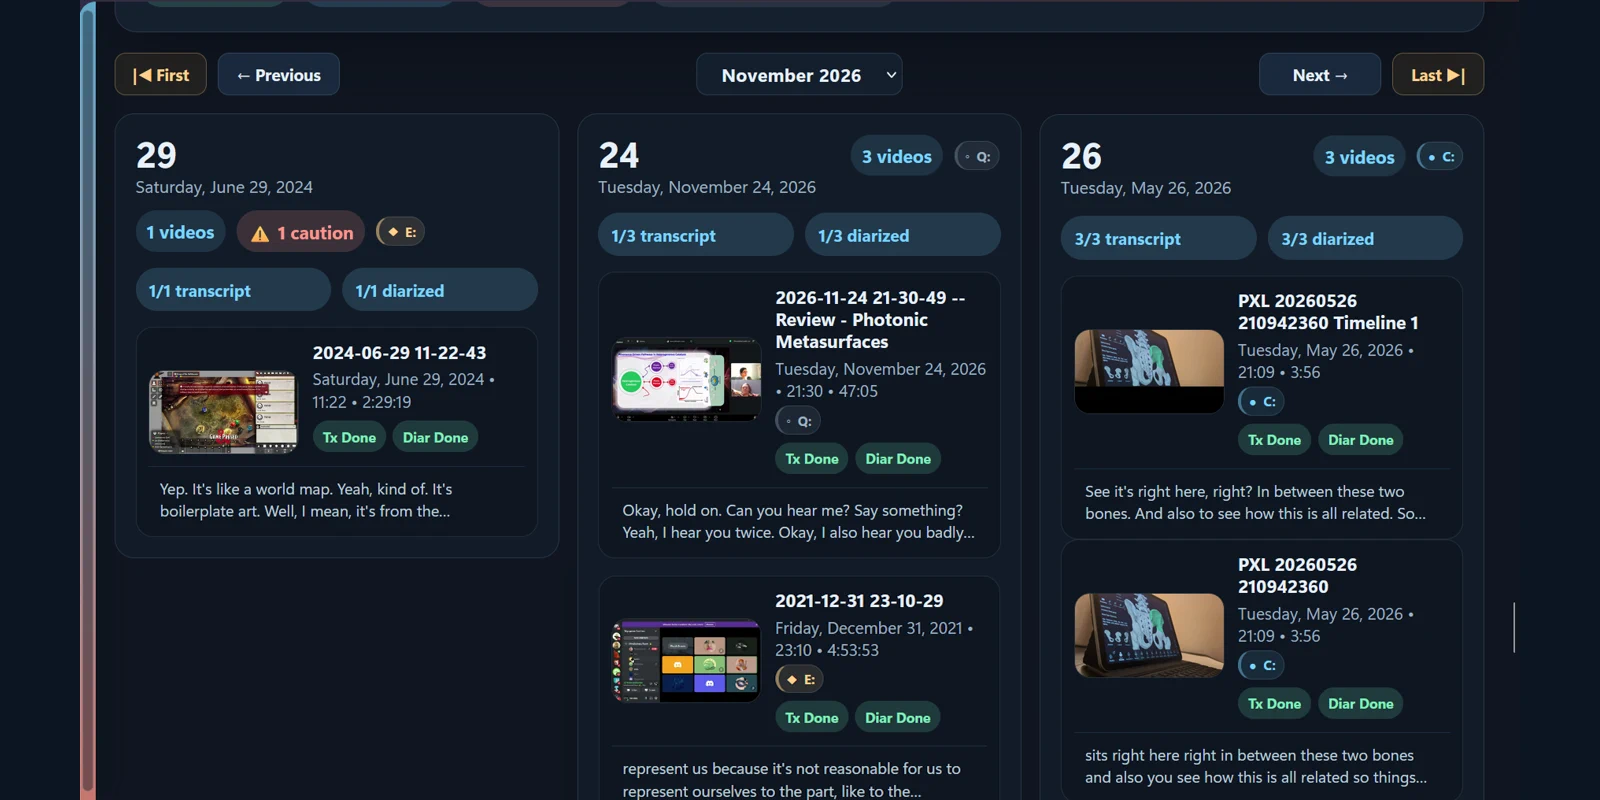 |◀ First
← Previous
November 2026
Next →
Last ▶|
29
Saturday, June 29, 2024
1 videos
⚠ 1 caution
◆ E:
1/1 transcript
1/1 diarized
2024-06-29 11-22-43
Saturday, June 29, 2024 •
11:22 • 2:29:19
Tx Done
Diar Done
Yep. It's like a world map. Yeah, kind of. It's
boilerplate art. Well, I mean, it's from the...
24
3 videos
◦ Q:
Tuesday, November 24, 2026
1/3 transcript
1/3 diarized
2026-11-24 21-30-49 --
Review - Photonic
Metasurfaces
Tuesday, November 24, 2026
• 21:30 • 47:05
◦ Q:
Tx Done
Diar Done
Okay, hold on. Can you hear me? Say something?
Yeah, I hear you twice. Okay, I also hear you badly...
2021-12-31 23-10-29
Friday, December 31, 2021 •
23:10 • 4:53:53
◆ E:
Tx Done
Diar Done
represent us because it's not reasonable for us to
represent ourselves to the part, like to the...
26
3 videos
• C:
Tuesday, May 26, 2026
3/3 transcript
3/3 diarized
PXL 20260526
210942360 Timeline 1
Tuesday, May 26, 2026 •
21:09 • 3:56
• C:
Tx Done
Diar Done
See it's right here, right? In between these two
bones. And also to see how this is all related. So...
PXL 20260526
210942360
Tuesday, May 26, 2026 •
21:09 • 3:56
• C:
Tx Done
Diar Done
sits right here right in between these two bones
and also you see how this is all related so things...